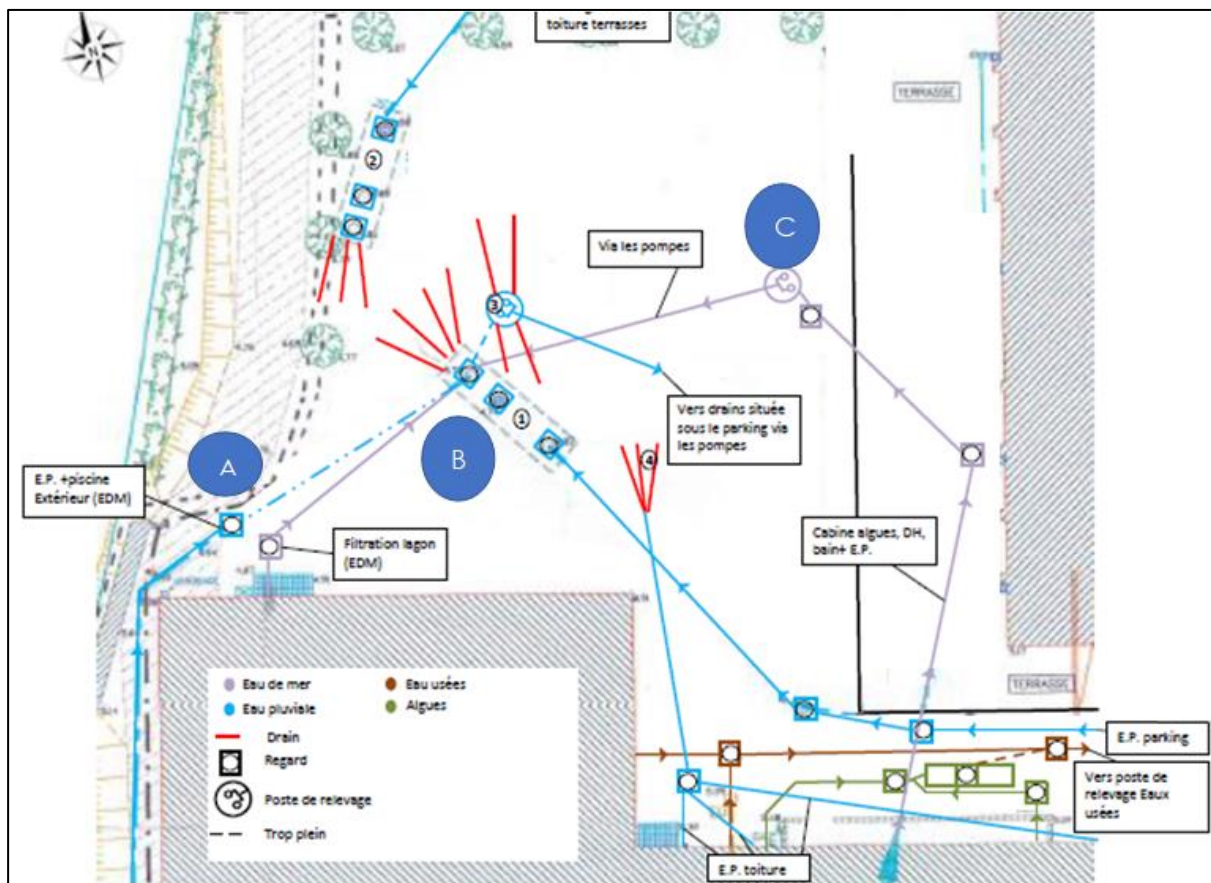 toiture terrasses
N
TERRASSE
2
C
Via les pompes
3
1
Vers drains située
sous le parking via
les pompes
4
A
B
E.P. +piscine
Extérieur (EDM)
Filtration lagon
(EDM)
Cabine algues, DH,
bain+ E.P.
Eau de mer
Eau usées
Eau pluviale
Algues
Drain
Regard
Poste de relevage
Trop plein
TERRASSE
E.P. parking
Vers poste de
relevage Eaux
usées
E.P. toiture